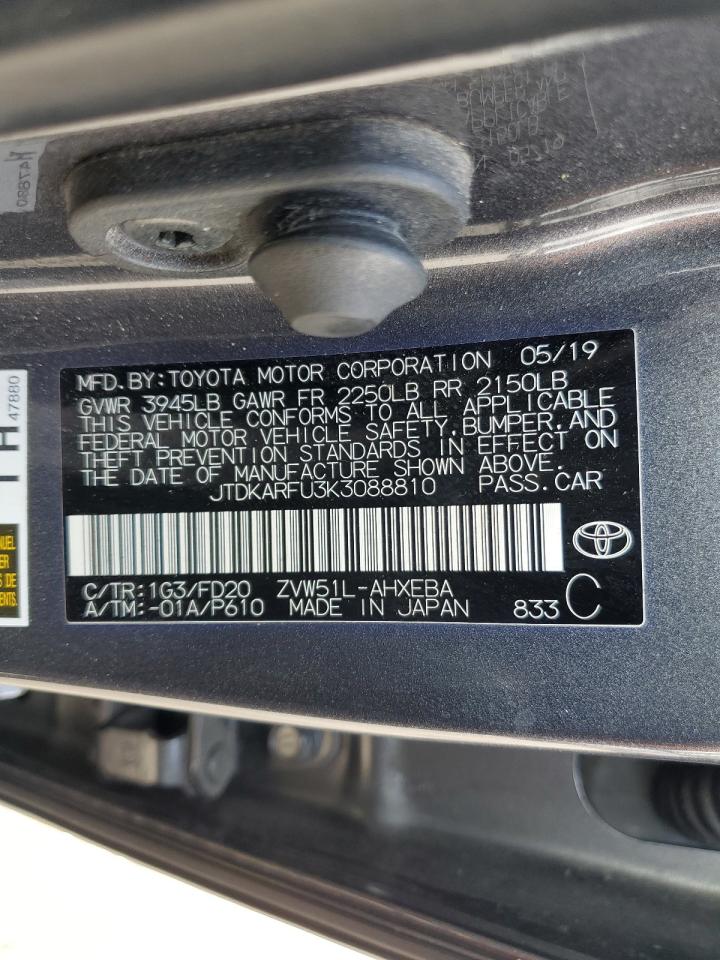 47880
MFD.BY:TOYOTA MOTOR CORPORATION 05/19
GVWR 3945LB GAWR FR 2250LB RR 2150LB
THIS VEHICLE CONFORMS TO ALL APPLICABLE
FEDERAL MOTOR VEHICLE SAFETY,BUMPER,AND
THEFT PREVENTION STANDARDS IN EFFECT ON
THE DATE OF MANUFACTURE SHOWN ABOVE.
JTDKARFU3K3088810 PASS.CAR
C/TR:1G3/FD20 ZVW51L-AHXEBA
A/TM:-01A/P610 MADE IN JAPAN 833 C